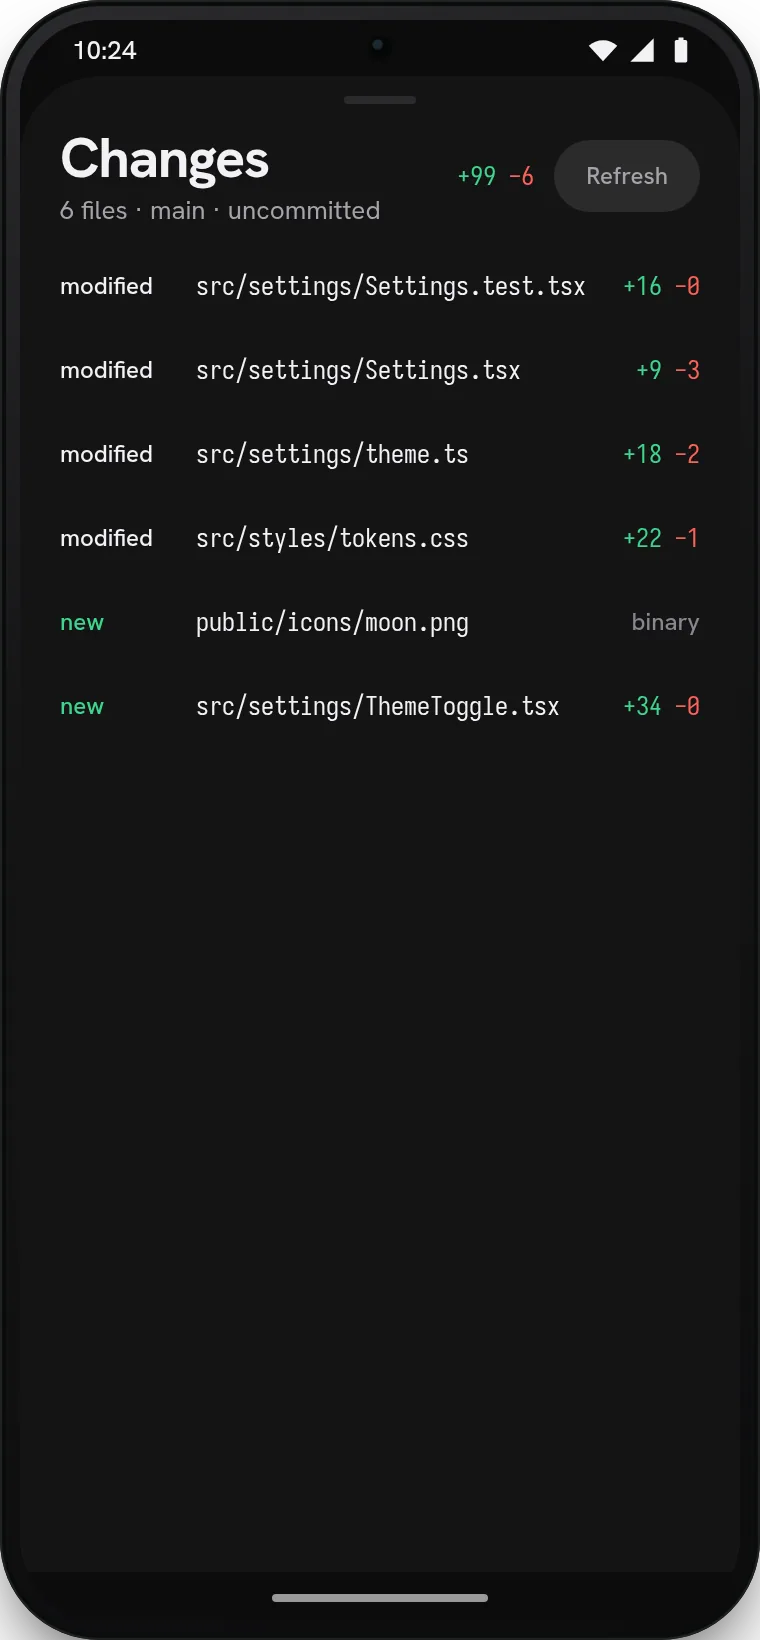 10:24
Changes
+99 −6
Refresh
6 files · main · uncommitted
modified src/settings/Settings.test.tsx +16 −0
modified src/settings/Settings.tsx +9 −3
modified src/settings/theme.ts +18 −2
modified src/styles/tokens.css +22 −1
new public/icons/moon.png binary
new src/settings/ThemeToggle.tsx +34 −0